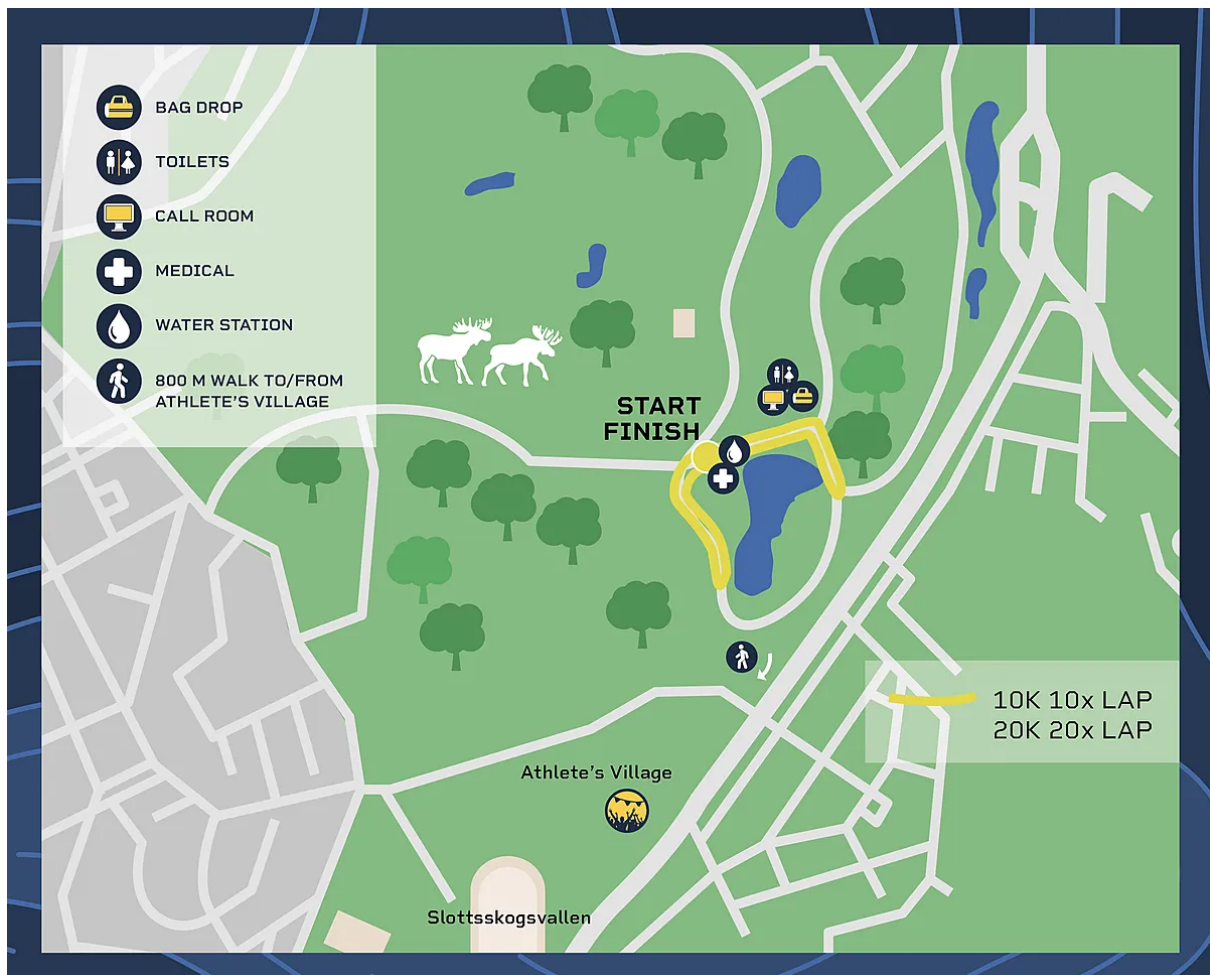 BAG DROP
TOILETS
CALL ROOM
MEDICAL
WATER STATION
800 M WALK TO/FROM
ATHLETE'S VILLAGE
START
FINISH
10K 10x LAP
20K 20x LAP
Athlete's Village
Slottsskogsvallen